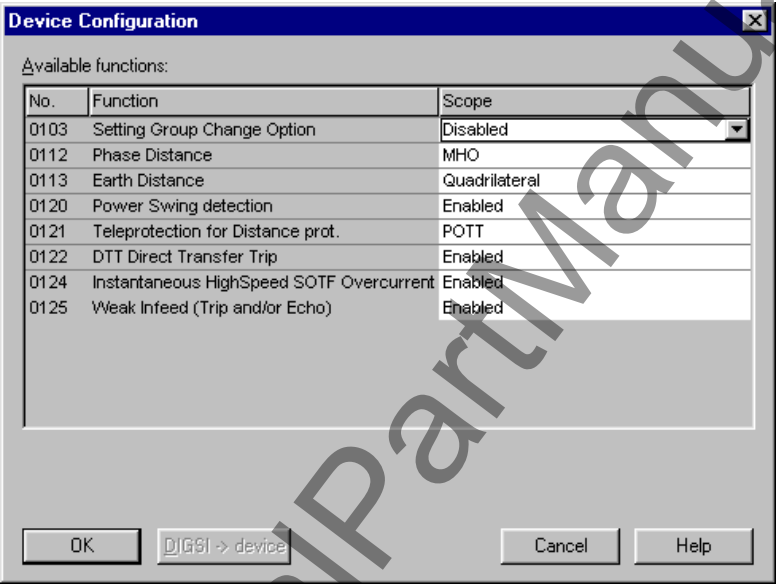 Device Configuration
Available functions:
No. Function Scope
0103 Setting Group Change Option Disabled
0112 Phase Distance MHO
0113 Earth Distance Quadrilateral
0120 Power Swing detection Enabled
0121 Teleprotection for Distance prot. POTT
0122 DTT Direct Transfer Trip Enabled
0124 Instantaneous HighSpeed SOTF Overcurrent Enabled
0125 Weak Infeed (Trip and/or Echo) Enabled
OK DIGSI -> device Cancel Help